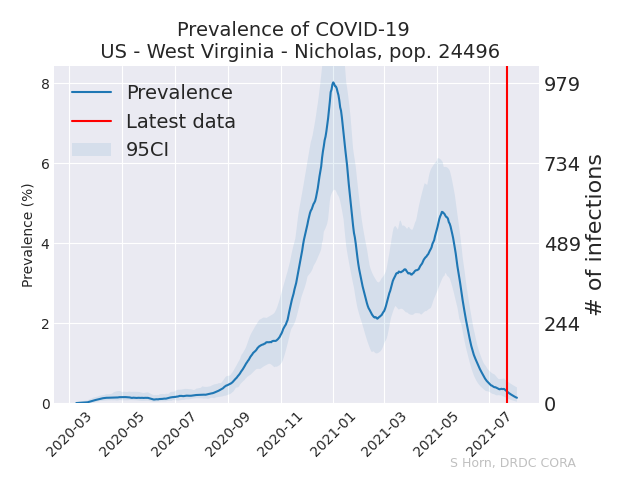 Prevalence of COVID-19
US - West Virginia - Nicholas, pop. 24496
Prevalence
Latest data
95CI
Prevalence (%)
8
6
4
2
0
979
734
489
244
0
# of infections
2020-03
2020-05
2020-07
2020-09
2020-11
2021-01
2021-03
2021-05
2021-07
S Horn, DRDC CORA